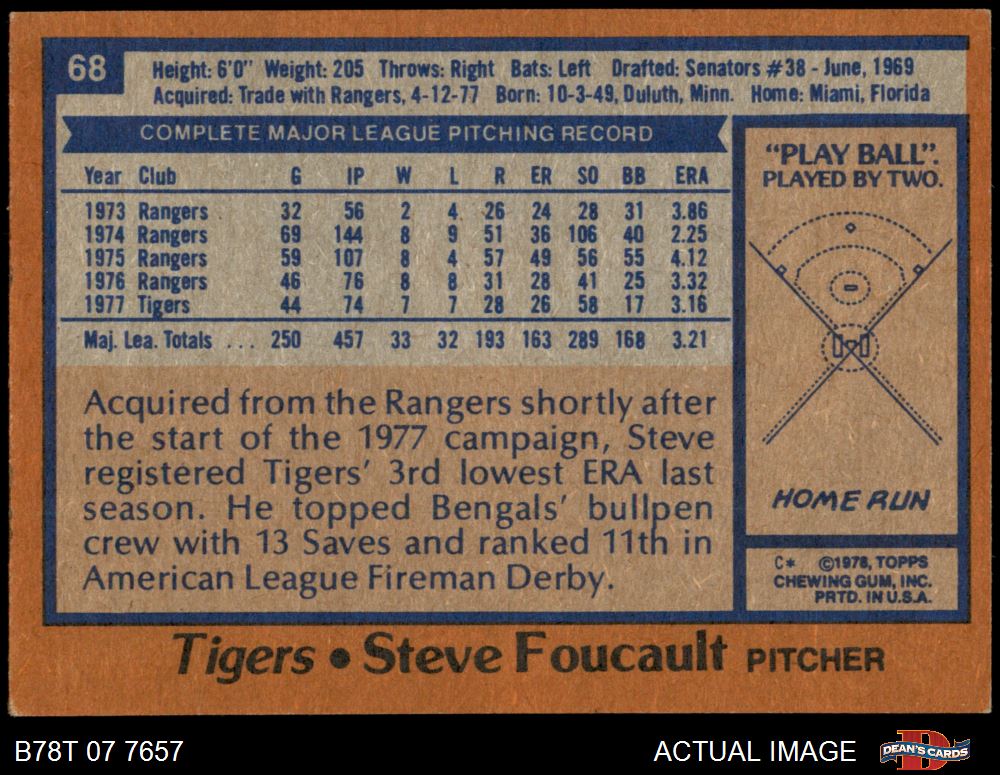 68
Height: 6'0" Weight: 205 Throws: Right Bats: Left Drafted: Senators #38 - June, 1969
Acquired: Trade with Rangers, 4-12-77 Born: 10-3-49, Duluth, Minn. Home: Miami, Florida
COMPLETE MAJOR LEAGUE PITCHING RECORD
Year Club G IP W L R ER SO BB ERA
1973 Rangers 32 56 2 4 26 24 28 31 3.86
1974 Rangers 69 144 8 9 51 36 106 40 2.25
1975 Rangers 59 107 8 4 57 49 56 55 4.12
1976 Rangers 46 76 8 8 31 28 41 25 3.32
1977 Tigers 44 74 7 7 28 26 58 17 3.16
Maj. Lea. Totals ... 250 457 33 32 193 163 289 168 3.21
Acquired from the Rangers shortly after
the start of the 1977 campaign, Steve
registered Tigers' 3rd lowest ERA last
season. He topped Bengals' bullpen
crew with 13 Saves and ranked 11th in
American League Fireman Derby.
"PLAY BALL".
PLAYED BY TWO.
HOME RUN
C* ©1978, TOPPS
CHEWING GUM, INC.
PRTD. IN U.S.A.
Tigers • Steve Foucault PITCHER
B78T 07 7657
ACTUAL IMAGE
D
DEAN'S CARDS